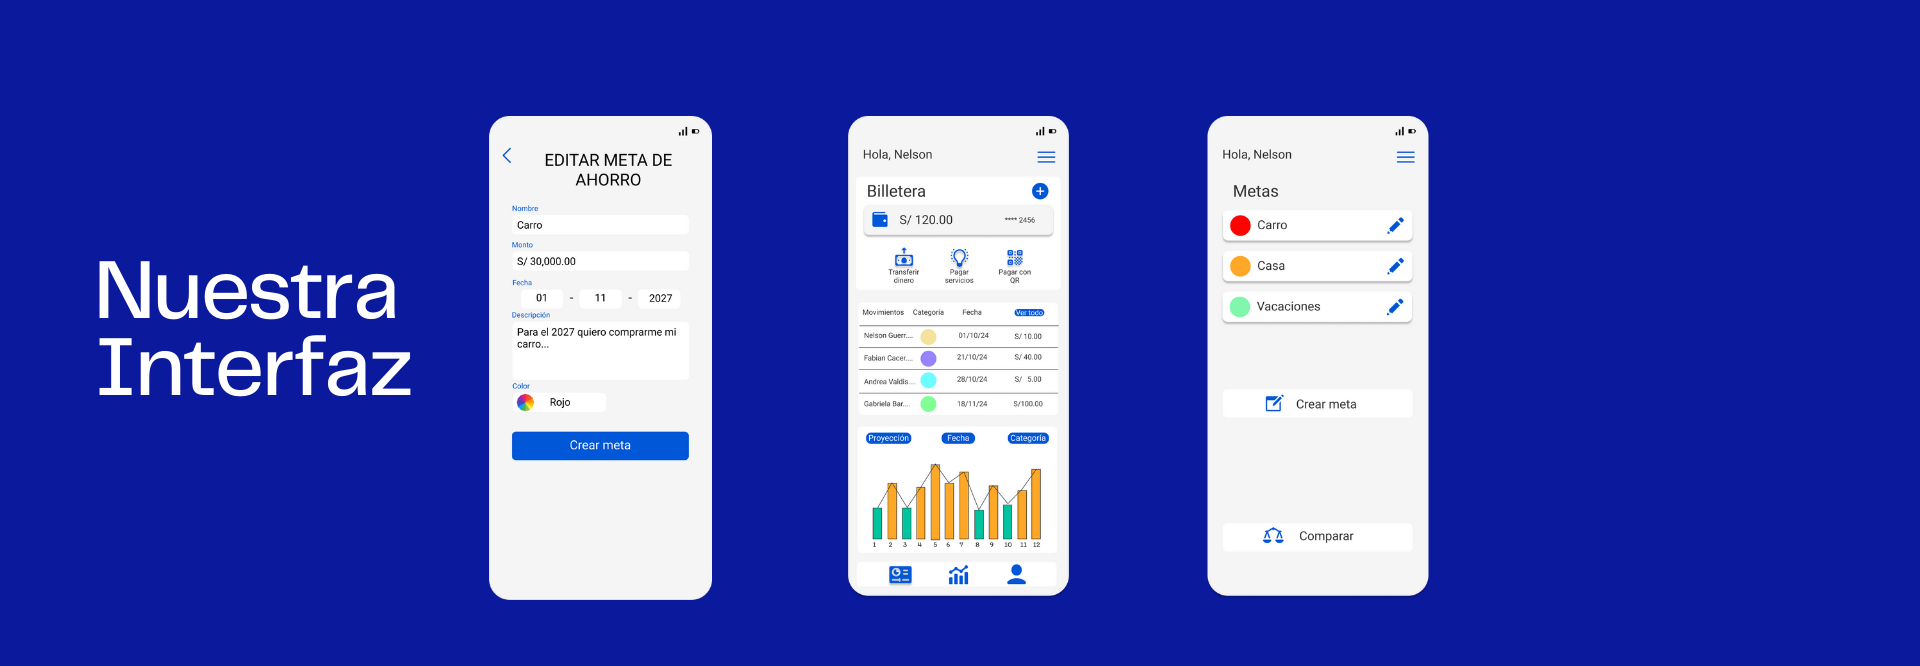 Nuestra
Interfaz
EDITAR META DE
AHORRO
Nombre
Carro
Monto
S/ 30,000.00
Fecha
01 - 11 - 2027
Descripción
Para el 2027 quiero comprarme mi
carro...
Color
Rojo
Crear meta
Hola, Nelson
Billetera
S/ 120.00 **** 2456
Transferir
dinero
Pagar
servicios
Pagar con
QR
Movimientos Categoría Fecha Ver todo
Nelson Guerr.... 01/10/24 S/ 10.00
Fabian Cacer.... 21/10/24 S/ 40.00
Andrea Valdis.... 28/10/24 S/ 5.00
Gabriela Bar.... 18/11/24 S/100.00
Proyección Fecha Categoría
1 2 3 4 5 6 7 8 9 10 11 12
Hola, Nelson
Metas
Carro
Casa
Vacaciones
Crear meta
Comparar